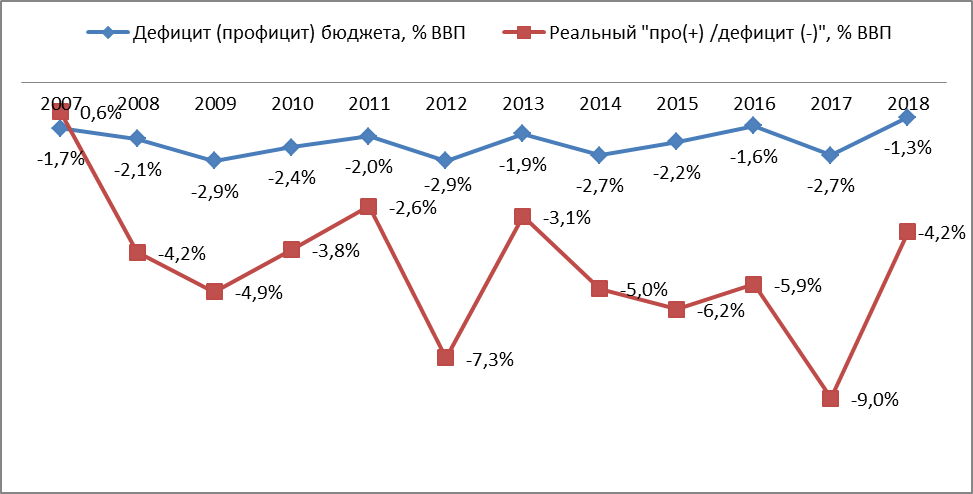 Дефицит (профицит) бюджета, % ВВП
Реальный "про(+) /дефицит (-)", % ВВП
2007 2008 2009 2010 2011 2012 2013 2014 2015 2016 2017 2018
0,6%
-1,7% -2,1% -2,9% -2,4% -2,0% -2,9% -1,9% -2,7% -2,2% -1,6% -2,7% -1,3%
-4,2% -4,9% -3,8% -2,6% -7,3% -3,1% -5,0% -6,2% -5,9% -9,0% -4,2%